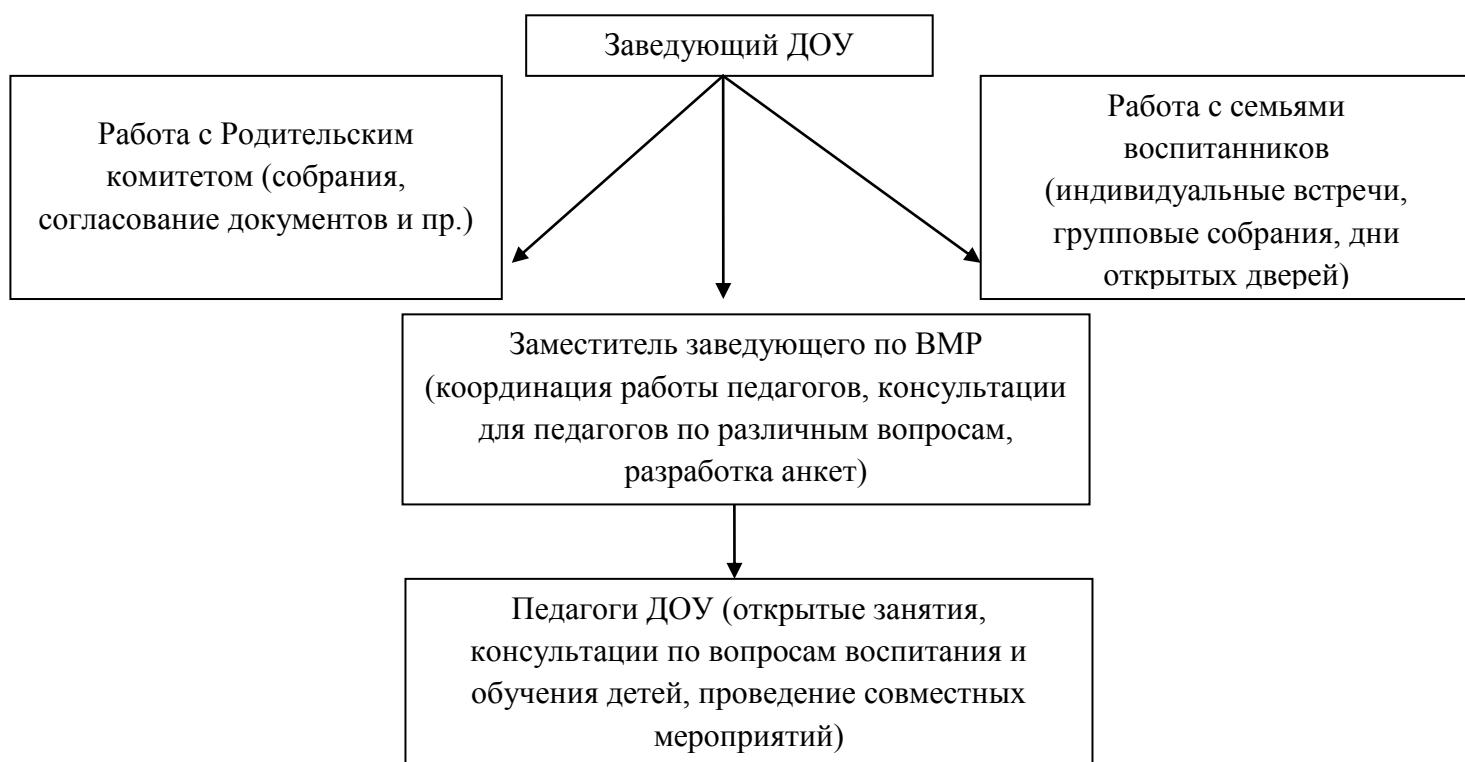 Заведующий ДОУ
Работа с Родительским
комитетом (собрания,
согласование документов и пр.)
Работа с семьями
воспитанников
(индивидуальные встречи,
групповые собрания, дни
открытых дверей)
Заместитель заведующего по ВМР
(координация работы педагогов, консультации
для педагогов по различным вопросам,
разработка анкет)
Педагоги ДОУ (открытые занятия,
консультации по вопросам воспитания и
обучения детей, проведение совместных
мероприятий)